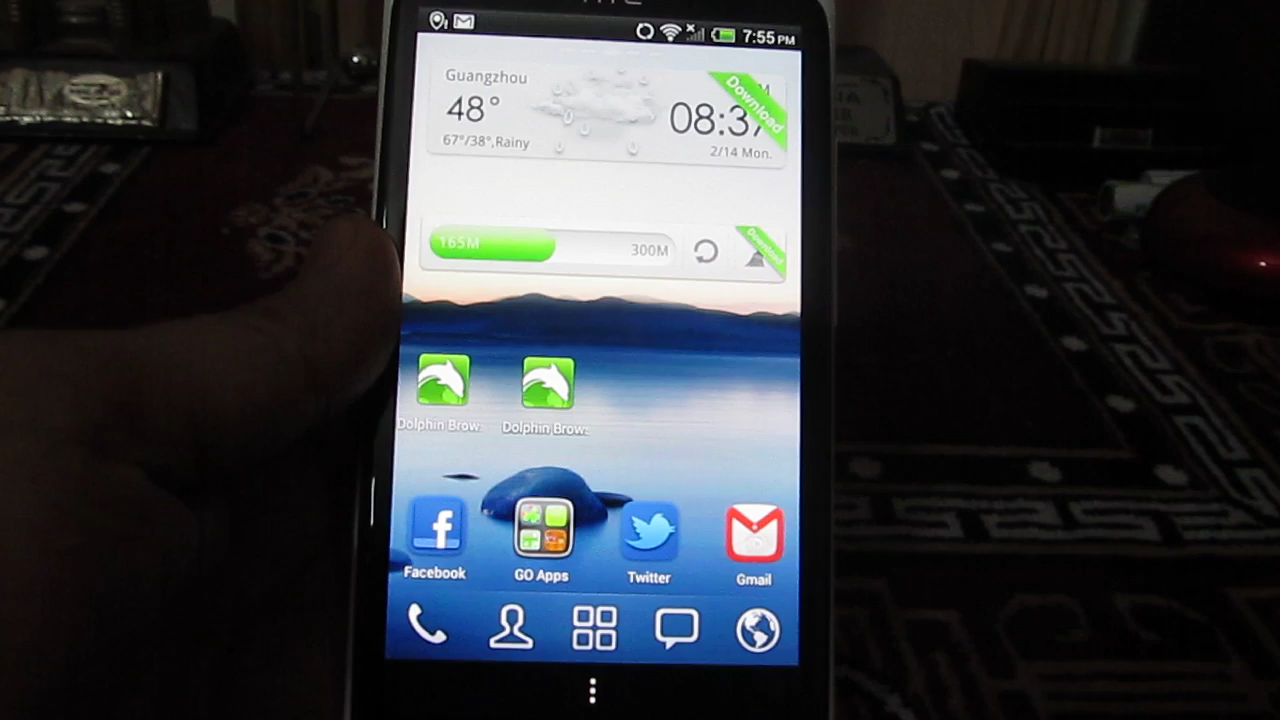 7:55 PM
Guangzhou
48°
67°/38°,Rainy
08:37
2/14 Mon.
Download
165M
300M
Download
Dolphin Brow
Dolphin Brow
Facebook
GO Apps
Twitter
Gmail